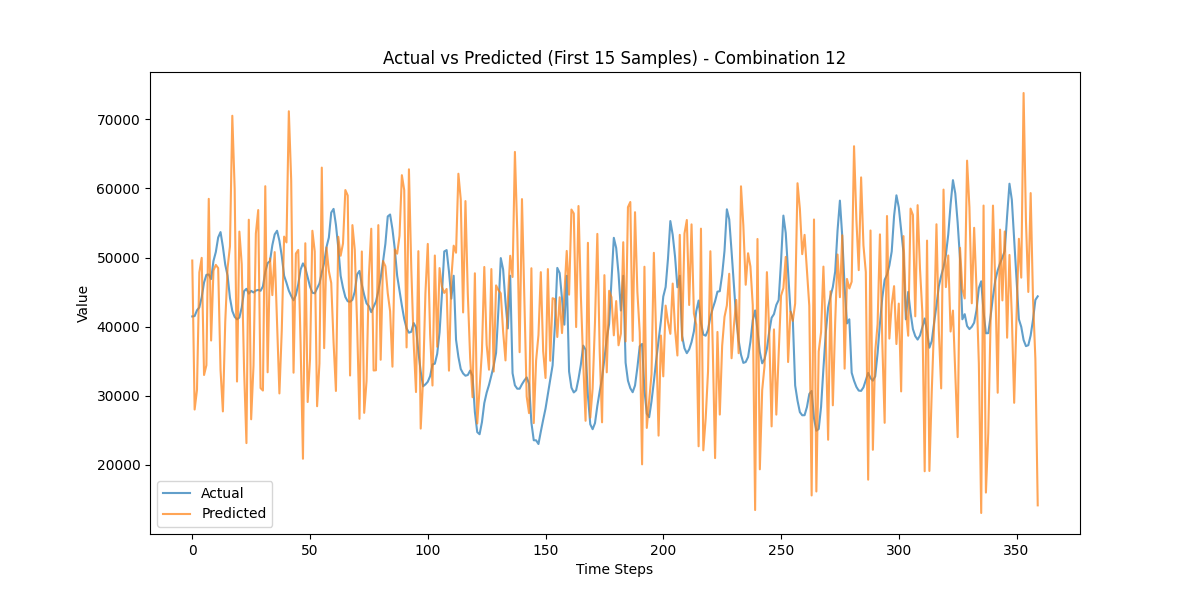 Actual vs Predicted (First 15 Samples) - Combination 12
Value
70000
60000
50000
40000
30000
20000
Actual
Predicted
0 50 100 150 200 250 300 350
Time Steps